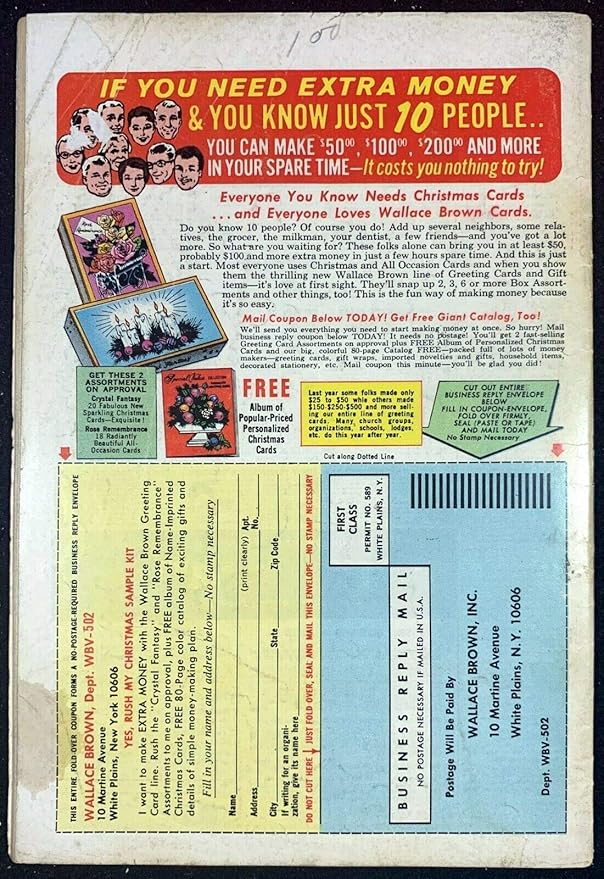 100
IF YOU NEED EXTRA MONEY
& YOU KNOW JUST 10 PEOPLE..
YOU CAN MAKE $50⁰⁰, $100⁰⁰, $200⁰⁰ AND MORE
IN YOUR SPARE TIME—It costs you nothing to try!
Everyone You Know Needs Christmas Cards
...and Everyone Loves Wallace Brown Cards.
Do you know 10 people? Of course you do! Add up several neighbors, some rela-
tives, the grocer, the milkman, your dentist, a few friends—and you've got a lot
more. So what're you waiting for? These folks alone can bring you in at least $50,
probably $100 and more extra money in just a few hours spare time. And this is just
a start. Most everyone uses Christmas and All Occasion Cards and when you show
them the thrilling new Wallace Brown line of Greeting Cards and Gift
items—it's love at first sight. They'll snap up 2, 3, 6 or more Box Assort-
ments and other things, too! This is the fun way of making money because
it's so easy.
Mail Coupon Below TODAY! Get Free Giant Catalog, Too!
We'll send you everything you need to start making money at once. So hurry! Mail
business reply coupon below TODAY! It needs no postage! You'll get 2 fast-selling
Greeting Card Assortments on approval plus FREE Album of Personalized Christmas
Cards and our big, colorful 80-page Catalog FREE—packed full of lots of money
makers—greeting cards, gift wraps, imported novelties and gifts, household items,
decorated stationery, etc. Mail coupon this minute—you'll be glad you did!
GET THESE 2
ASSORTMENTS
ON APPROVAL
Crystal Fantasy
20 Fabulous New
Sparkling Christmas
Cards—Exquisite!
Rose Remembrance
18 Radiantly
Beautiful All-
Occasion Cards
FREE
Album of
Popular-Priced
Personalized
Christmas
Cards
Last year some folks made only
$25 to $50 while others made
$150-$250-$500 and more sell-
ing our entire line of greeting
cards. Many church groups,
organizations, schools, lodges,
etc. do this year after year.
CUT OUT ENTIRE
BUSINESS REPLY ENVELOPE
BELOW
FILL IN COUPON-ENVELOPE,
FOLD OVER FIRMLY,
SEAL (PASTE OR TAPE)
AND MAIL TODAY
No Stamp Necessary
Cut along Dotted Line
THIS ENTIRE FOLD-OVER COUPON FORMS A NO-POSTAGE-REQUIRED BUSINESS REPLY ENVELOPE
WALLACE BROWN, Dept. WBV-502
10 Martine Avenue
White Plains, New York 10606
YES, RUSH MY CHRISTMAS SAMPLE KIT
I want to make EXTRA MONEY with the Wallace Brown Greeting
Card line. Rush the "Crystal Fantasy" and "Rose Remembrance"
Assortments to me on approval, plus FREE album of Name-Imprinted
Christmas Cards, FREE 80-Page color catalog of exciting gifts and
details of simple money-making plan.
Fill in your name and address below—No stamp necessary
Name
(print clearly)
Address
Apt.
No.
City
State
Zip Code
If writing for an organi-
zation, give its name here
DO NOT CUT HERE JUST FOLD OVER, SEAL AND MAIL THIS ENVELOPE—NO STAMP NECESSARY
FIRST
CLASS
PERMIT NO. 589
WHITE PLAINS, N.Y.
BUSINESS REPLY MAIL
NO POSTAGE NECESSARY IF MAILED IN U.S.A.
Postage Will Be Paid By
WALLACE BROWN, INC.
10 Martine Avenue
White Plains, N.Y. 10606
Dept. WBV-502